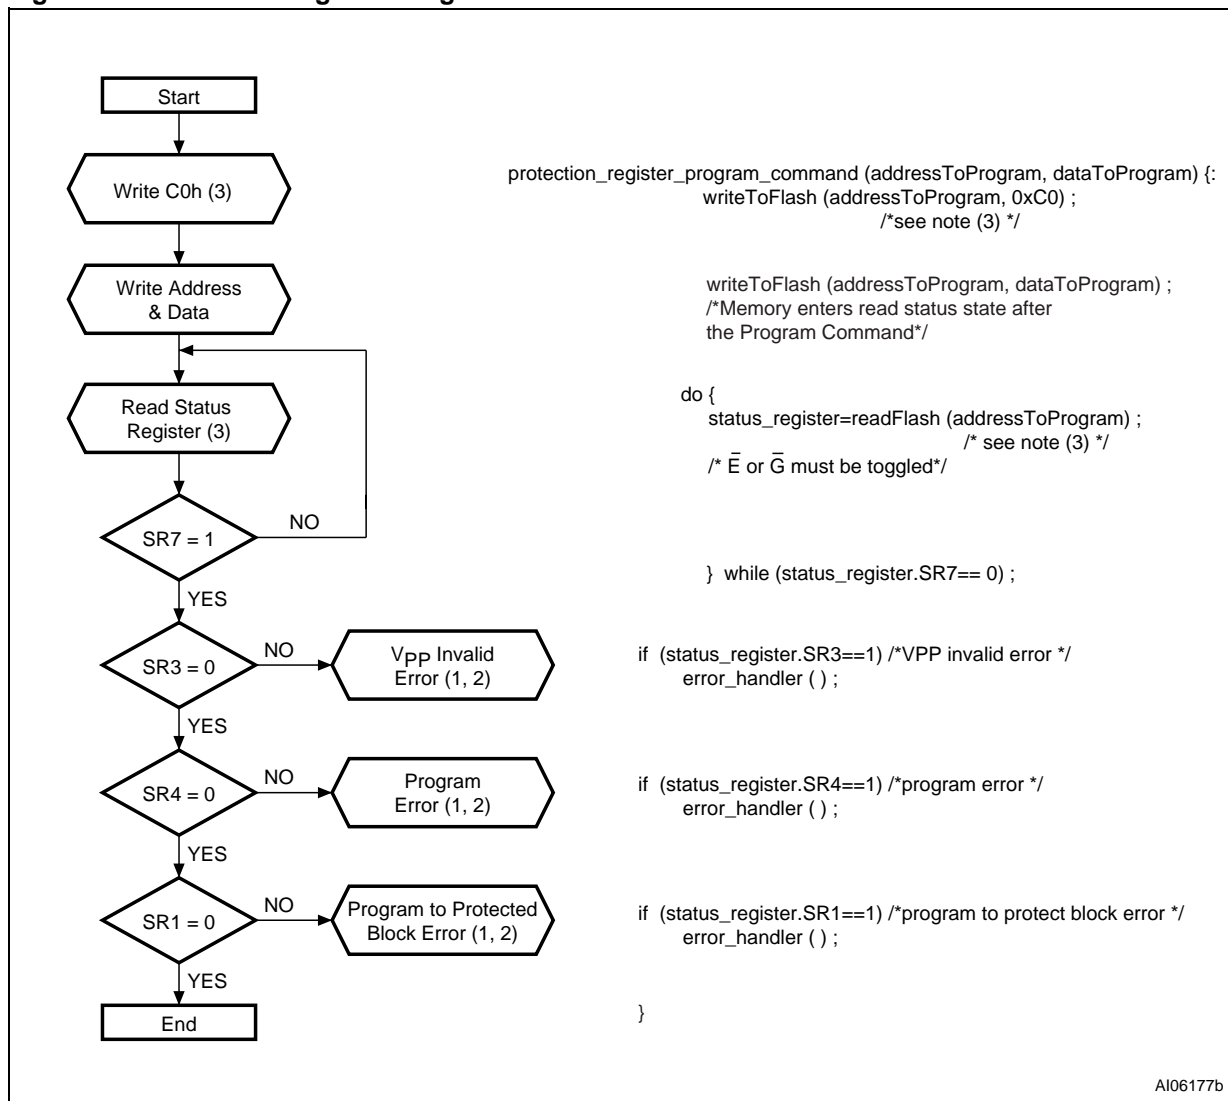 Start
Write C0h (3)
protection_register_program_command (addressToProgram, dataToProgram) {:
writeToFlash (addressToProgram, 0xC0) ;
/*see note (3) */
Write Address
& Data
writeToFlash (addressToProgram, dataToProgram) ;
/*Memory enters read status state after
the Program Command*/
Read Status
Register (3)
do {
status_register=readFlash (addressToProgram) ;
/* see note (3) */
/* E̅ or G̅ must be toggled*/
SR7 = 1
NO
} while (status_register.SR7== 0) ;
YES
SR3 = 0
NO
VPP Invalid
Error (1, 2)
if (status_register.SR3==1) /*VPP invalid error */
error_handler ( ) ;
YES
SR4 = 0
NO
Program
Error (1, 2)
if (status_register.SR4==1) /*program error */
error_handler ( ) ;
YES
SR1 = 0
NO
Program to Protected
Block Error (1, 2)
if (status_register.SR1==1) /*program to protect block error */
error_handler ( ) ;
YES
End
}
AI06177b